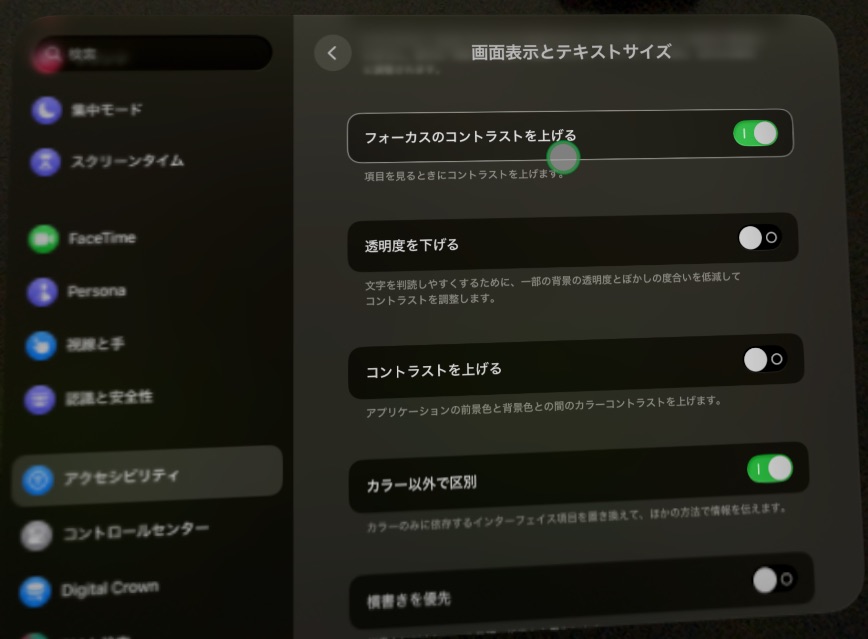 検索
集中モード
スクリーンタイム
FaceTime
Persona
視線と手
認識と安全性
アクセシビリティ
コントロールセンター
Digital Crown
画面表示とテキストサイズ
フォーカスのコントラストを上げる
項目を見るときにコントラストを上げます。
透明度を下げる
文字を判読しやすくするために、一部の背景の透明度とぼかしの度合いを低減して
コントラストを調整します。
コントラストを上げる
アプリケーションの前景色と背景色との間のカラーコントラストを上げます。
カラー以外で区別
カラーのみに依存するインターフェイス項目を置き換えて、ほかの方法で情報を伝えます。
横書きを優先